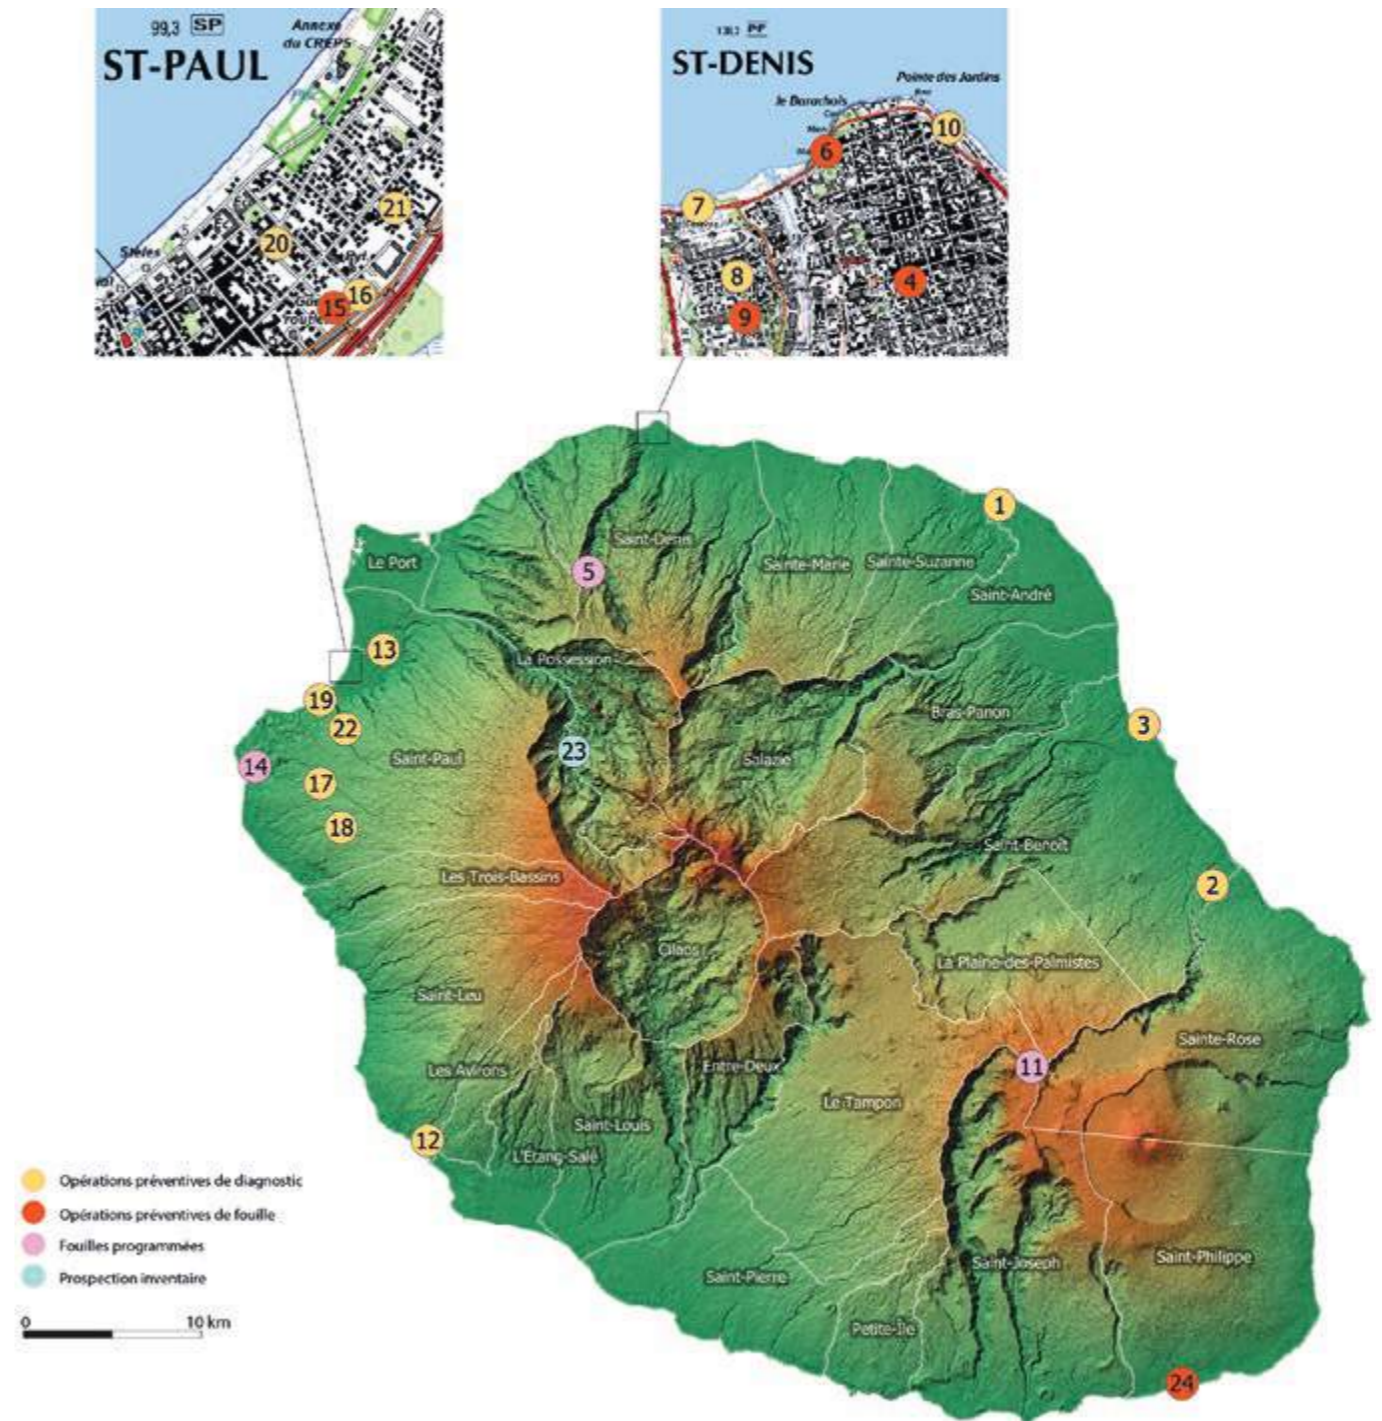 99,3 SP
ST-PAUL
Annexe
du CREPS
21
20
Steles
16
15
ST-DENIS
Pointe des Jardins
le Barachois
10
6
7
8
4
9
1
Saint-Denis
Le Port
5
Sainte-Marie
Sainte-Suzanne
Saint-André
13
La Possession
19
22
Bras-Panon
3
14
Saint-Paul
23
Salazie
17
18
Saint-Benoît
Les Trois-Bassins
2
Cilaos
La Plaine-des-Palmistes
Saint-Leu
Sainte-Rose
Les Avirons
Entre-Deux
11
Le Tampon
12
Saint-Louis
L'Étang-Salé
Saint-Pierre
Saint-Joseph
Saint-Philippe
Petite-Île
24
Opérations préventives de diagnostic
Opérations préventives de fouille
Fouilles programmées
Prospection inventaire
0 10 km